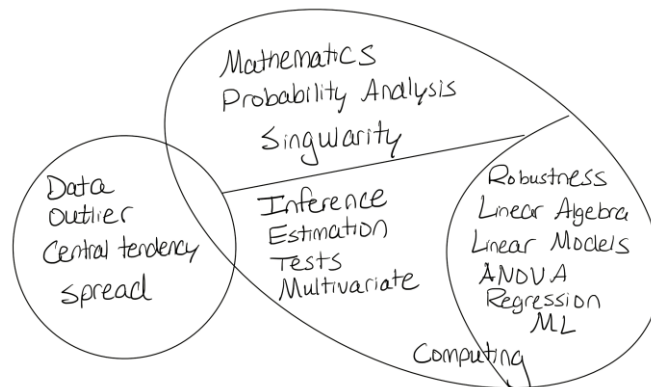 Mathematics
Probability Analysis
Singularity
Data
Outlier
Central tendency
Spread
Inference
Estimation
Tests
Multivariate
Robustness
Linear Algebra
Linear Models
ANOVA
Regression
ML
Computing